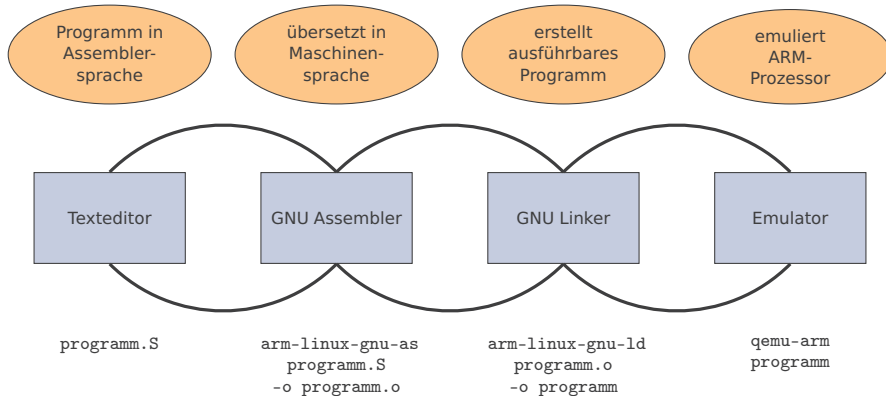 Programm in
Assembler-
sprache
übersetzt in
Maschinen-
sprache
erstellt
ausführbares
Programm
emuliert
ARM-
Prozessor
Texteditor
GNU Assembler
GNU Linker
Emulator
programm.S
arm-linux-gnu-as
programm.S
-o programm.o
arm-linux-gnu-ld
programm.o
-o programm
qemu-arm
programm